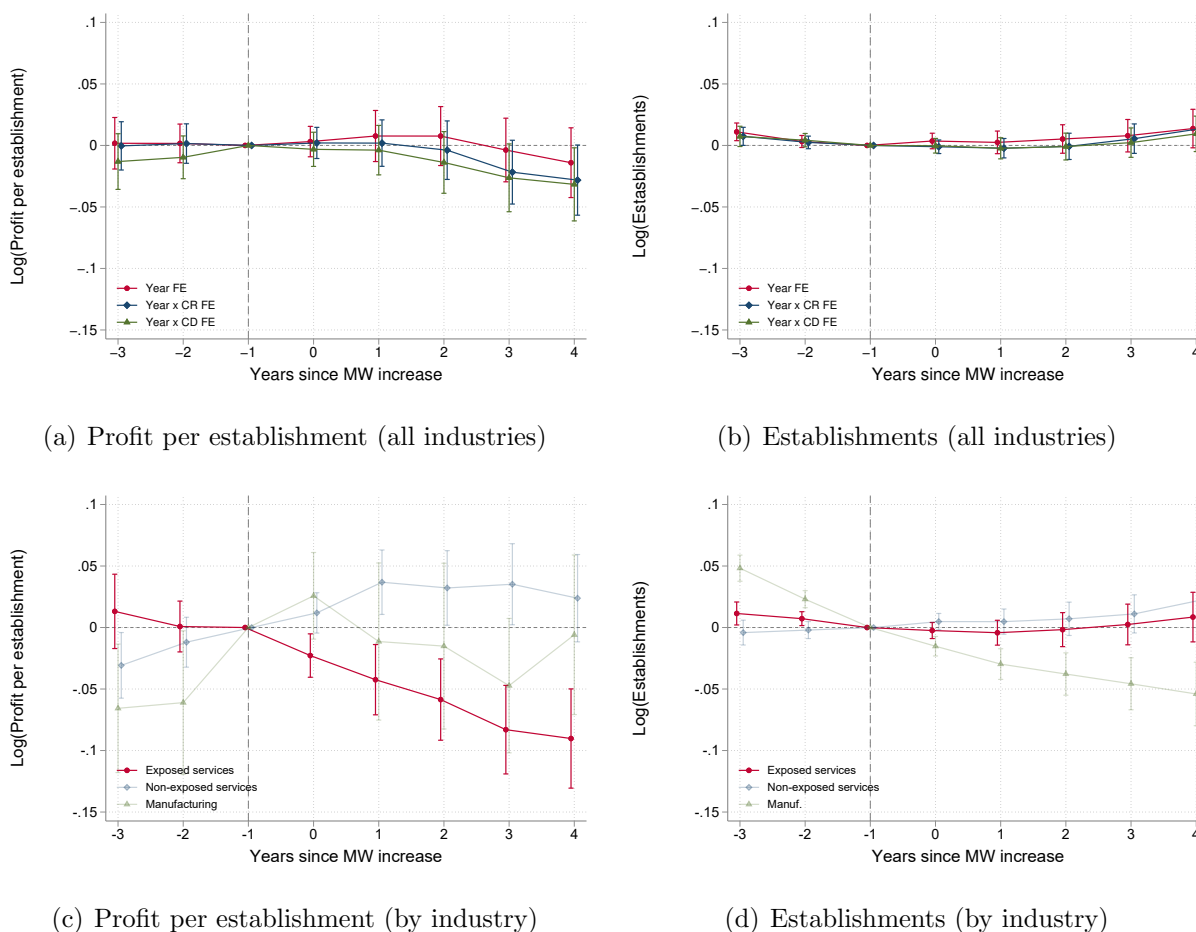 .1
.05
0
−.05
−.1
−.15
Log(Profit per establishment)
Year FE
Year x CR FE
Year x CD FE
−3 −2 −1 0 1 2 3 4
Years since MW increase
(a) Profit per establishment (all industries)
.1
.05
0
−.05
−.1
−.15
Log(Estasblishments)
Year FE
Year x CR FE
Year x CD FE
−3 −2 −1 0 1 2 3 4
Years since MW increase
(b) Establishments (all industries)
.1
.05
0
-.05
-.1
-.15
Log(Profit per establishment)
Exposed services
Non-exposed services
Manufacturing
-3 -2 -1 0 1 2 3 4
Years since MW increase
(c) Profit per establishment (by industry)
.1
.05
0
-.05
-.1
-.15
Log(Establishments)
Exposed services
Non-exposed services
Manuf.
-3 -2 -1 0 1 2 3 4
Years since MW increase
(d) Establishments (by industry)